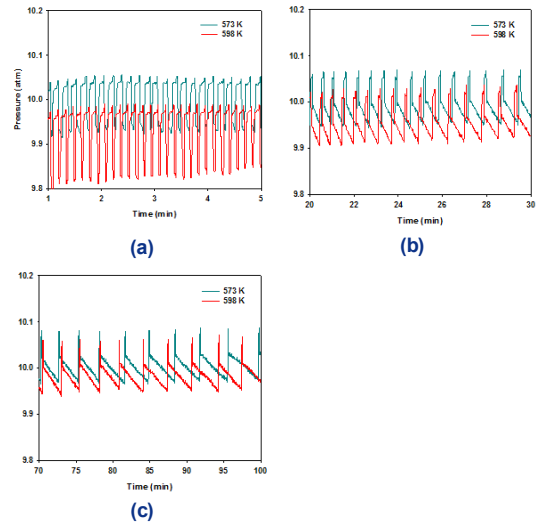 10.2
573 K
598 K
10.1
Pressure (atm)
10.0
9.9
9.8
1 2 3 4 5
Time (min)
(a)
10.2
573 K
598 K
10.1
10.0
9.9
9.8
20 22 24 26 28 30
Time (min)
(b)
10.2
573 K
598 K
10.1
10.0
9.9
9.8
70 75 80 85 90 95 100
Time (min)
(c)